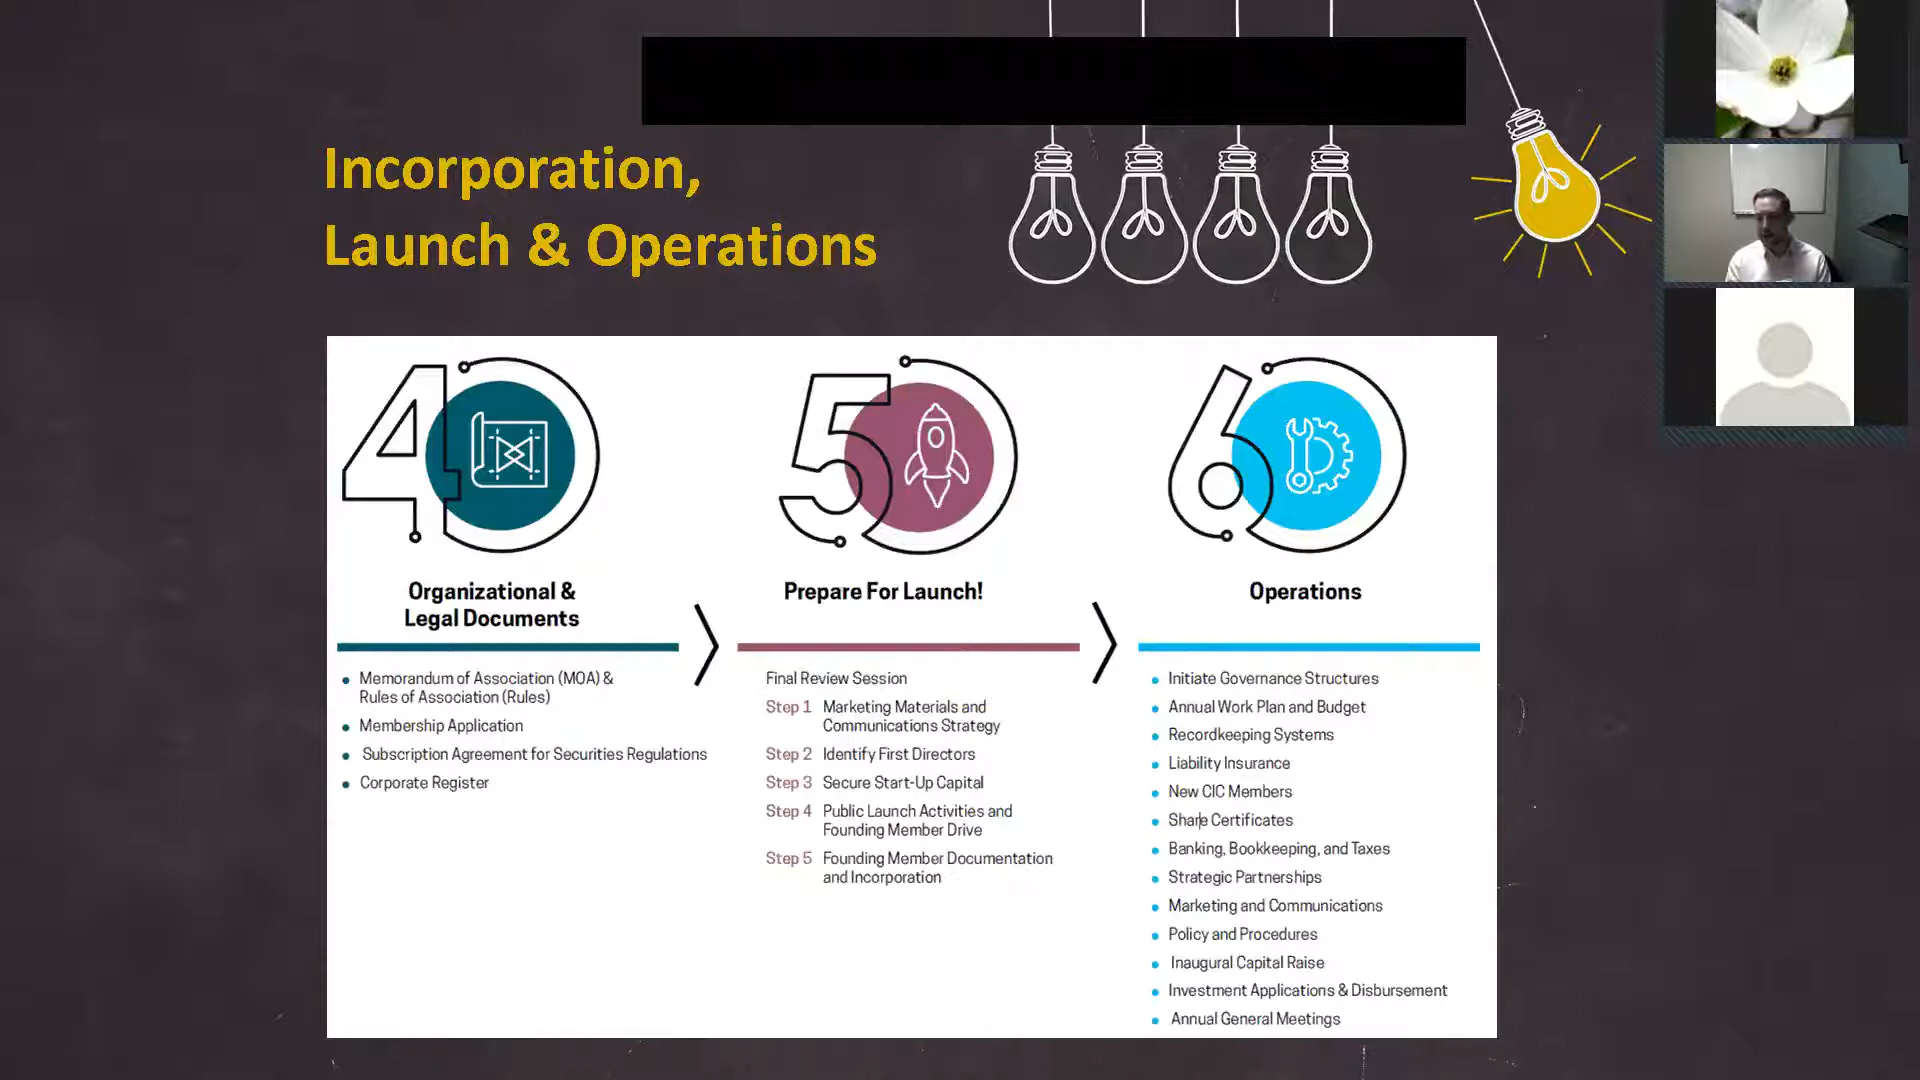 Incorporation,
Launch & Operations
4
Organizational &
Legal Documents
Memorandum of Association (MOA) &
Rules of Association (Rules)
Membership Application
Subscription Agreement for Securities Regulations
Corporate Register
5
Prepare For Launch!
Final Review Session
Step 1 Marketing Materials and
Communications Strategy
Step 2 Identify First Directors
Step 3 Secure Start-Up Capital
Step 4 Public Launch Activities and
Founding Member Drive
Step 5 Founding Member Documentation
and Incorporation
6
Operations
Initiate Governance Structures
Annual Work Plan and Budget
Recordkeeping Systems
Liability Insurance
New CIC Members
Share Certificates
Banking, Bookkeeping, and Taxes
Strategic Partnerships
Marketing and Communications
Policy and Procedures
Inaugural Capital Raise
Investment Applications & Disbursement
Annual General Meetings